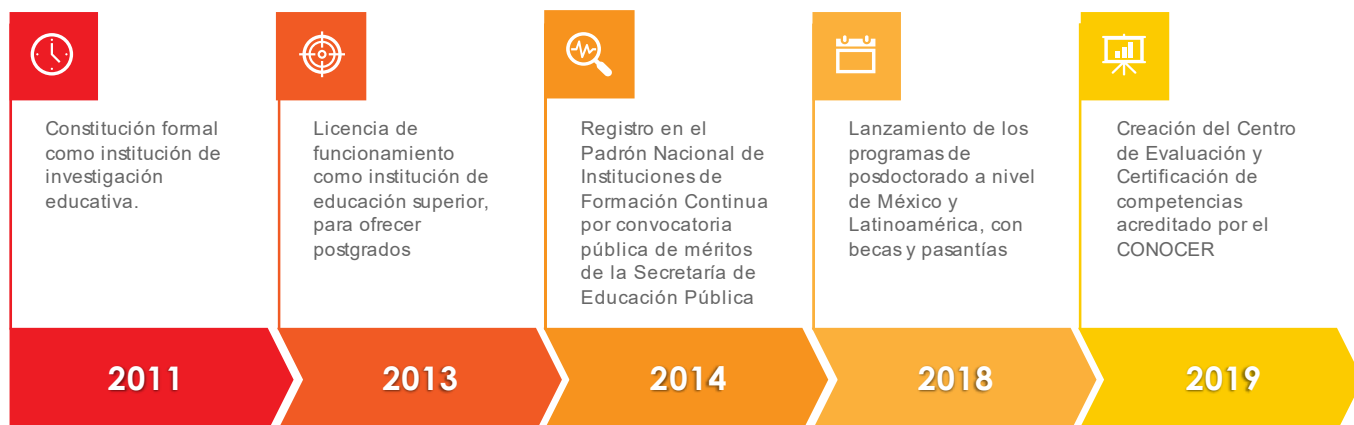 Constitución formal
como institución de
investigación
educativa.
Licencia de
funcionamiento
como institución de
educación superior,
para ofrecer
postgrados
Registro en el
Padrón Nacional de
Instituciones de
Formación Continua
por convocatoria
pública de méritos
de la Secretaría de
Educación Pública
Lanzamiento de los
programas de
posdoctorado a nivel
de México y
Latinoamérica, con
becas y pasantías
Creación del Centro
de Evaluación y
Certificación de
competencias
acreditado por el
CONOCER
2011
2013
2014
2018
2019